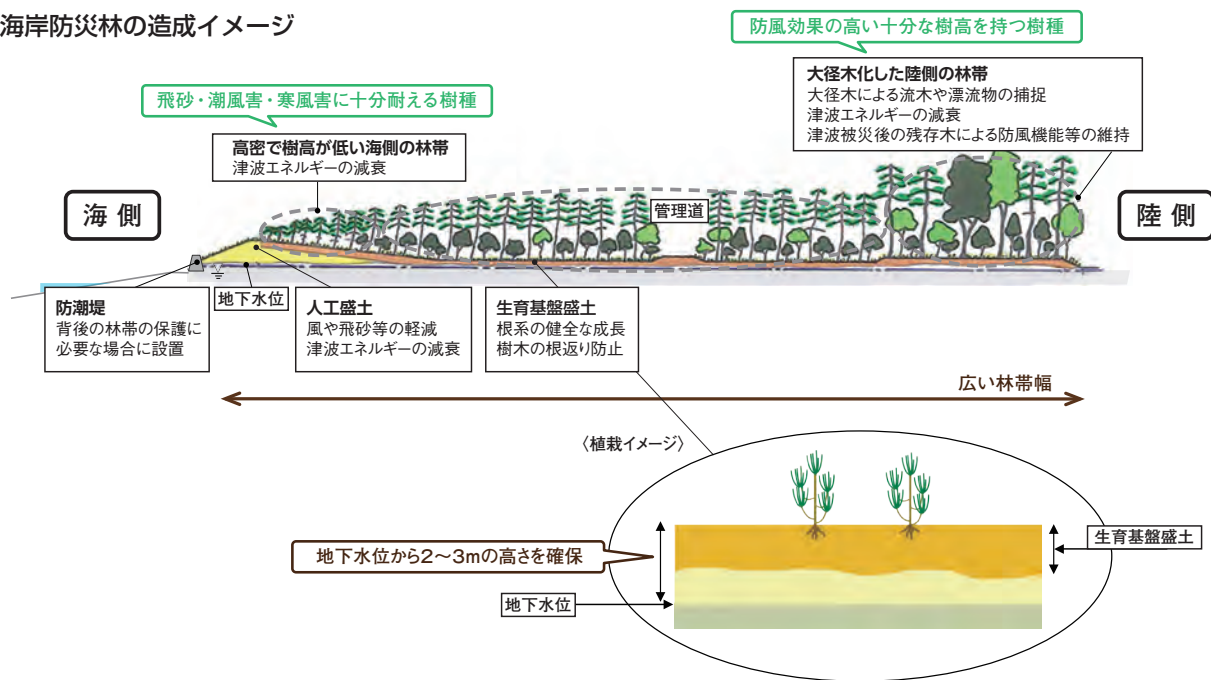 海岸防災林の造成イメージ
防風効果の高い十分な樹高を持つ樹種
飛砂・潮風害・寒風害に十分耐える樹種
大径木化した陸側の林帯
大径木による流木や漂流物の捕捉
津波エネルギーの減衰
津波被災後の残存木による防風機能等の維持
高密で樹高が低い海側の林帯
津波エネルギーの減衰
海側
管理道
陸側
地下水位
防潮堤
背後の林帯の保護に
必要な場合に設置
人工盛土
風や飛砂等の軽減
津波エネルギーの減衰
生育基盤盛土
根系の健全な成長
樹木の根返り防止
広い林帯幅
〈植栽イメージ〉
地下水位から2〜3mの高さを確保
生育基盤盛土
地下水位